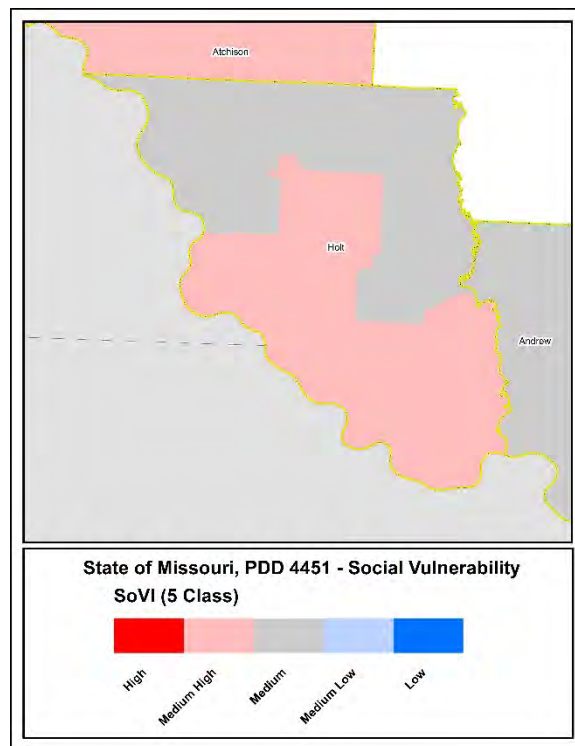 Atchison
Holt
Andrew
State of Missouri, PDD 4451 - Social Vulnerability
SoVI (5 Class)
High
Medium High
Medium
Medium Low
Low